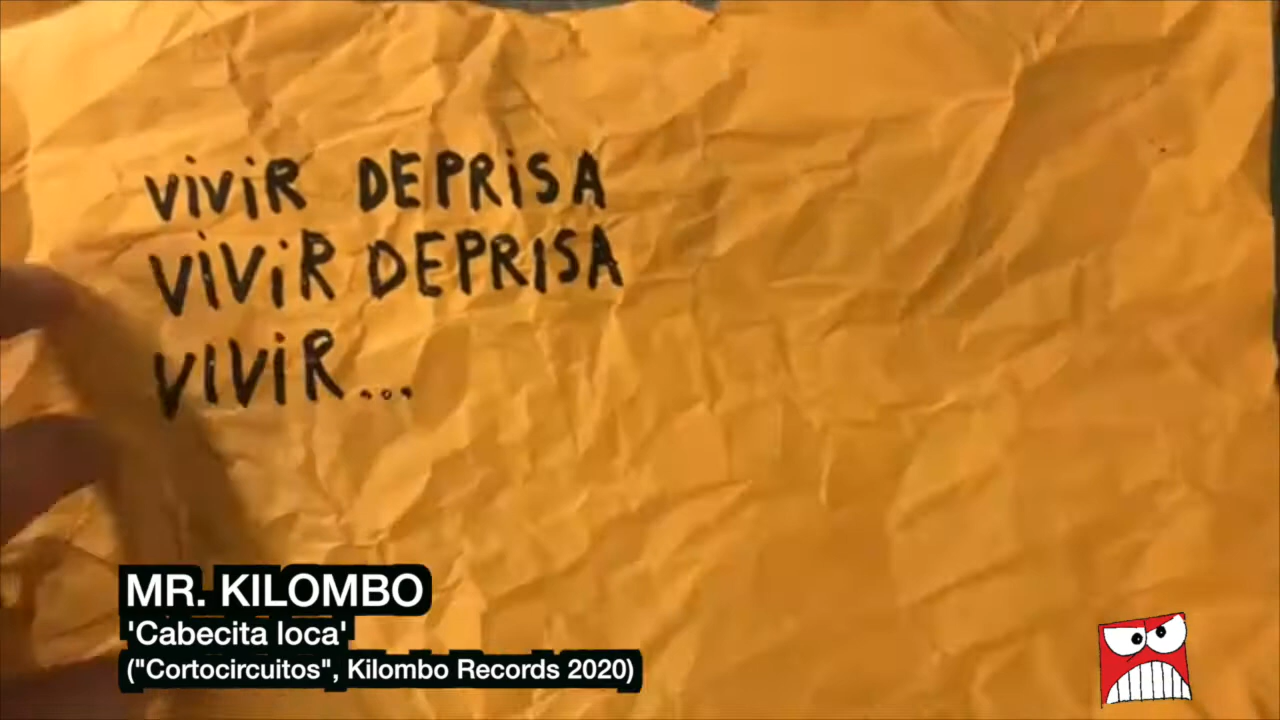 ViViR DEPRiSA
ViViR DEPRISA
ViViR...
MR. KILOMBO
'Cabecita loca'
("Cortocircuitos", Kilombo Records 2020)